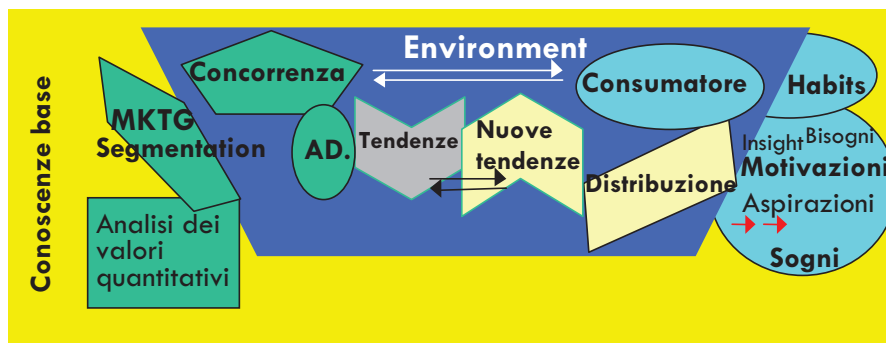 Conoscenze base
Environment
Concorrenza
Consumatore
Habits
MKTG
Segmentation
AD.
Tendenze
Nuove
tendenze
Distribuzione
Insight Bisogni
Motivazioni
Aspirazioni
Sogni
Analisi dei
valori
quantitativi